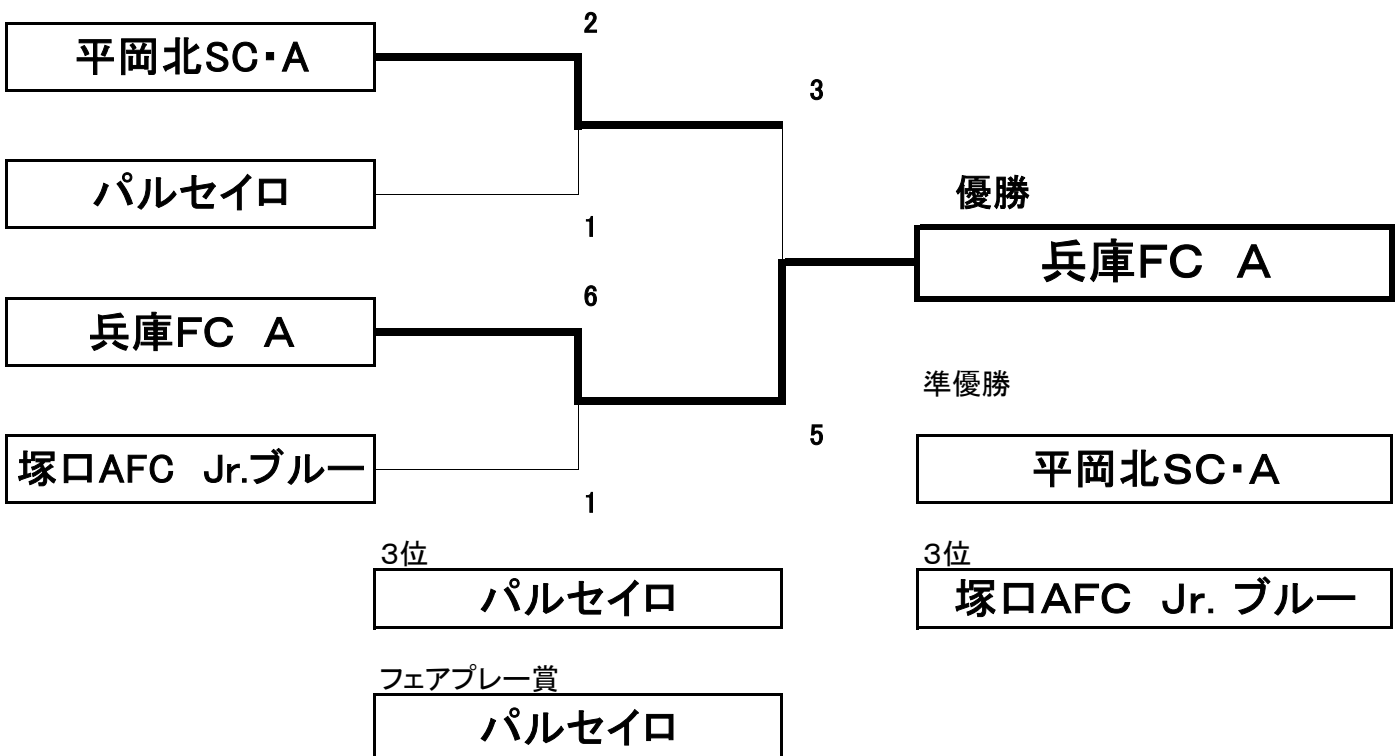 2
平岡北SC・A
3
パルセイロ
優勝
1
兵庫FC　A
6
兵庫FC　A
準優勝
5
塚口AFC　Jr.ブルー
平岡北SC・A
1
3位
3位
パルセイロ
塚口AFC　Jr. ブルー
フェアプレー賞
パルセイロ